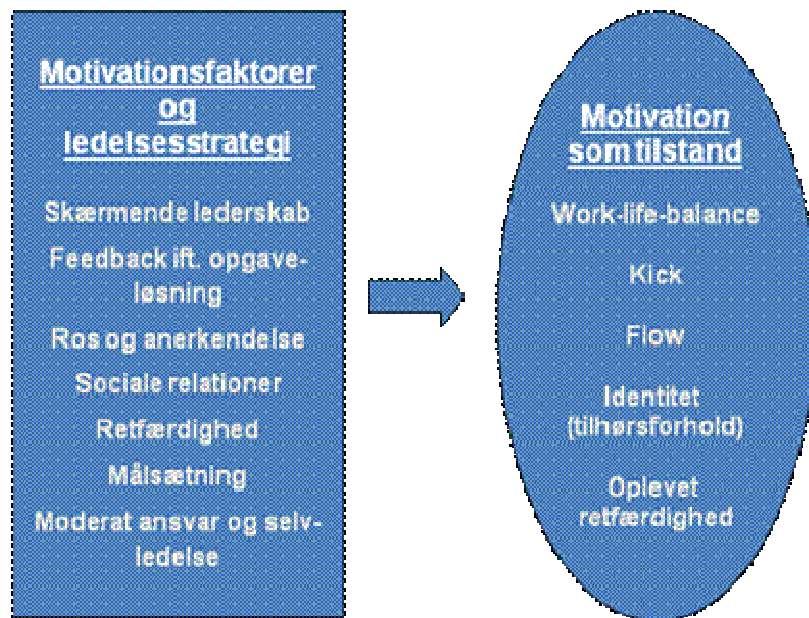 Motivationsfaktorer
og
ledelsesstrategi
Skærmende lederskab
Feedback ift. opgave-
løsning
Ros og anerkendelse
Sociale relationer
Retfærdighed
Målsætning
Moderat ansvar og selv-
ledelse
Motivation
som tilstand
Work-life-balance
Kick
Flow
Identitet
(tilhørsforhold)
Oplevet
retfærdighed